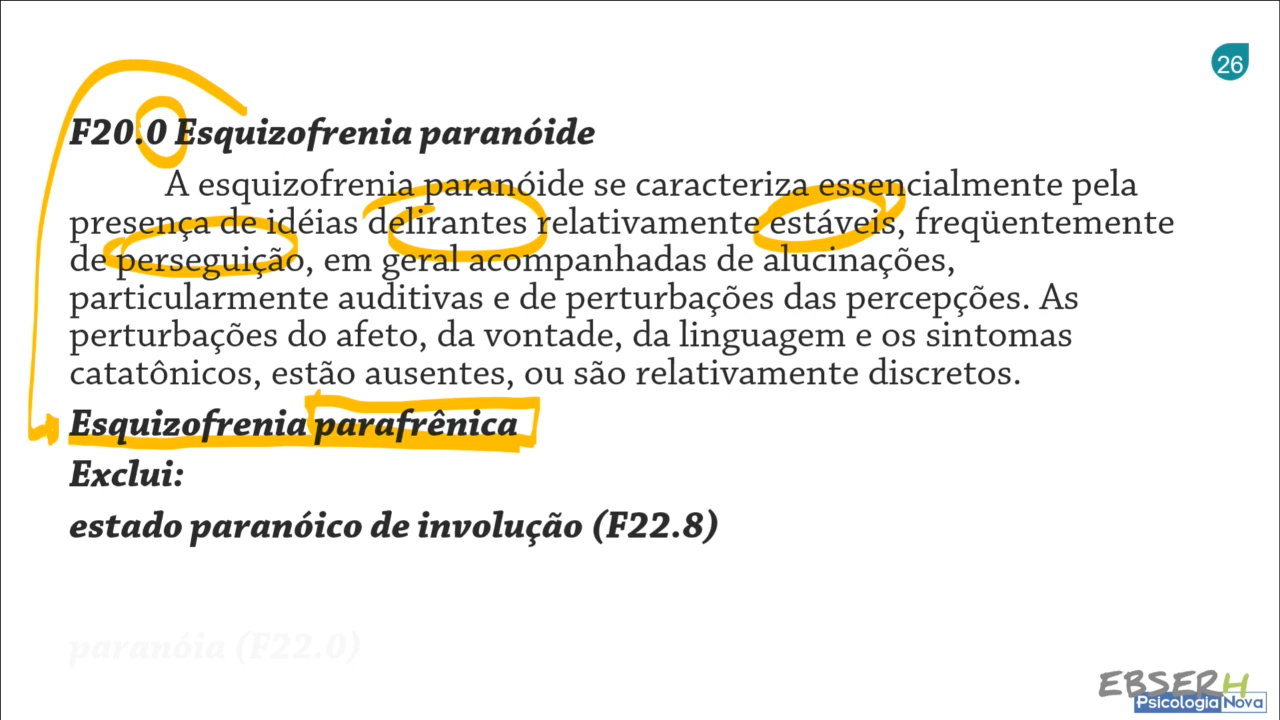 26
F20.0 Esquizofrenia paranóide
A esquizofrenia paranóide se caracteriza essencialmente pela
presença de idéias delirantes relativamente estáveis, freqüentemente
de perseguição, em geral acompanhadas de alucinações,
particularmente auditivas e de perturbações das percepções. As
perturbações do afeto, da vontade, da linguagem e os sintomas
catatônicos, estão ausentes, ou são relativamente discretos.
Esquizofrenia parafrênica
Exclui:
estado paranóico de involução (F22.8)
paranóia (F22.0)
EBSERH
Psicologia Nova